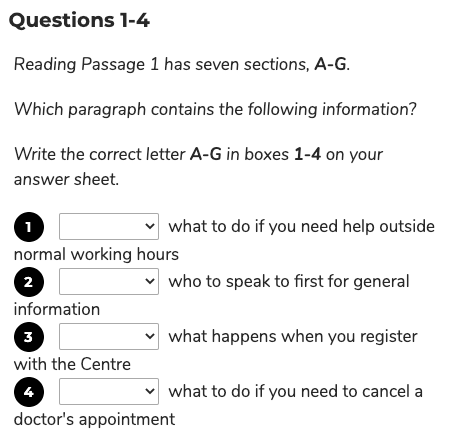 Questions 1-4
Reading Passage 1 has seven sections, A-G.
Which paragraph contains the following information?
Write the correct letter A-G in boxes 1-4 on your
answer sheet.
1 what to do if you need help outside
normal working hours
2 who to speak to first for general
information
3 what happens when you register
with the Centre
4 what to do if you need to cancel a
doctor's appointment